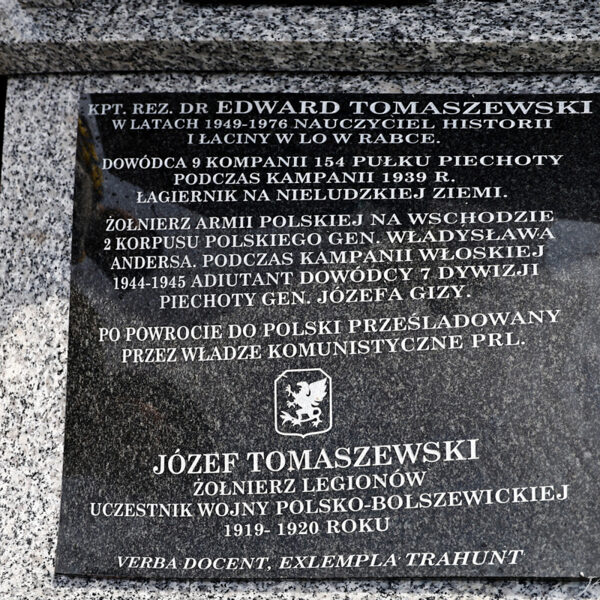 KPT. REZ. DR EDWARD TOMASZEWSKI
W LATACH 1949-1976 NAUCZYCIEL HISTORII
I ŁACINY W LO W RABCE.
DOWÓDCA 9 KOMPANII 154 PUŁKU PIECHOTY
PODCZAS KAMPANII 1939 R.
ŁAGIERNIK NA NIELUDZKIEJ ZIEMI.
ŻOŁNIERZ ARMII POLSKIEJ NA WSCHODZIE
2 KORPUSU POLSKIEGO GEN. WŁADYSŁAWA
ANDERSA. PODCZAS KAMPANII WŁOSKIEJ
1944-1945 ADIUTANT DOWÓDCY 7 DYWIZJI
PIECHOTY GEN. JÓZEFA GIZY.
PO POWROCIE DO POLSKI PRZEŚLADOWANY
PRZEZ WŁADZE KOMUNISTYCZNE PRL.
JÓZEF TOMASZEWSKI
ŻOŁNIERZ LEGIONÓW
UCZESTNIK WOJNY POLSKO-BOLSZEWICKIEJ
1919- 1920 ROKU
VERBA DOCENT, EXLEMPLA TRAHUNT